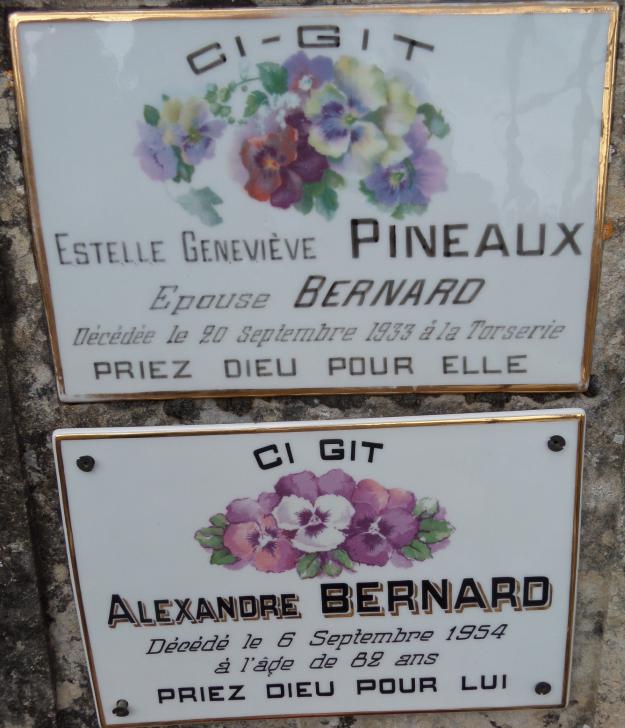 CI-GIT
ESTELLE GENEVIÈVE PINEAUX
Epouse BERNARD
Décédée le 20 Septembre 1933 à la Torserie
PRIEZ DIEU POUR ELLE
CI GIT
ALEXANDRE BERNARD
Décédé le 6 Septembre 1954
à l'âge de 82 ans
PRIEZ DIEU POUR LUI